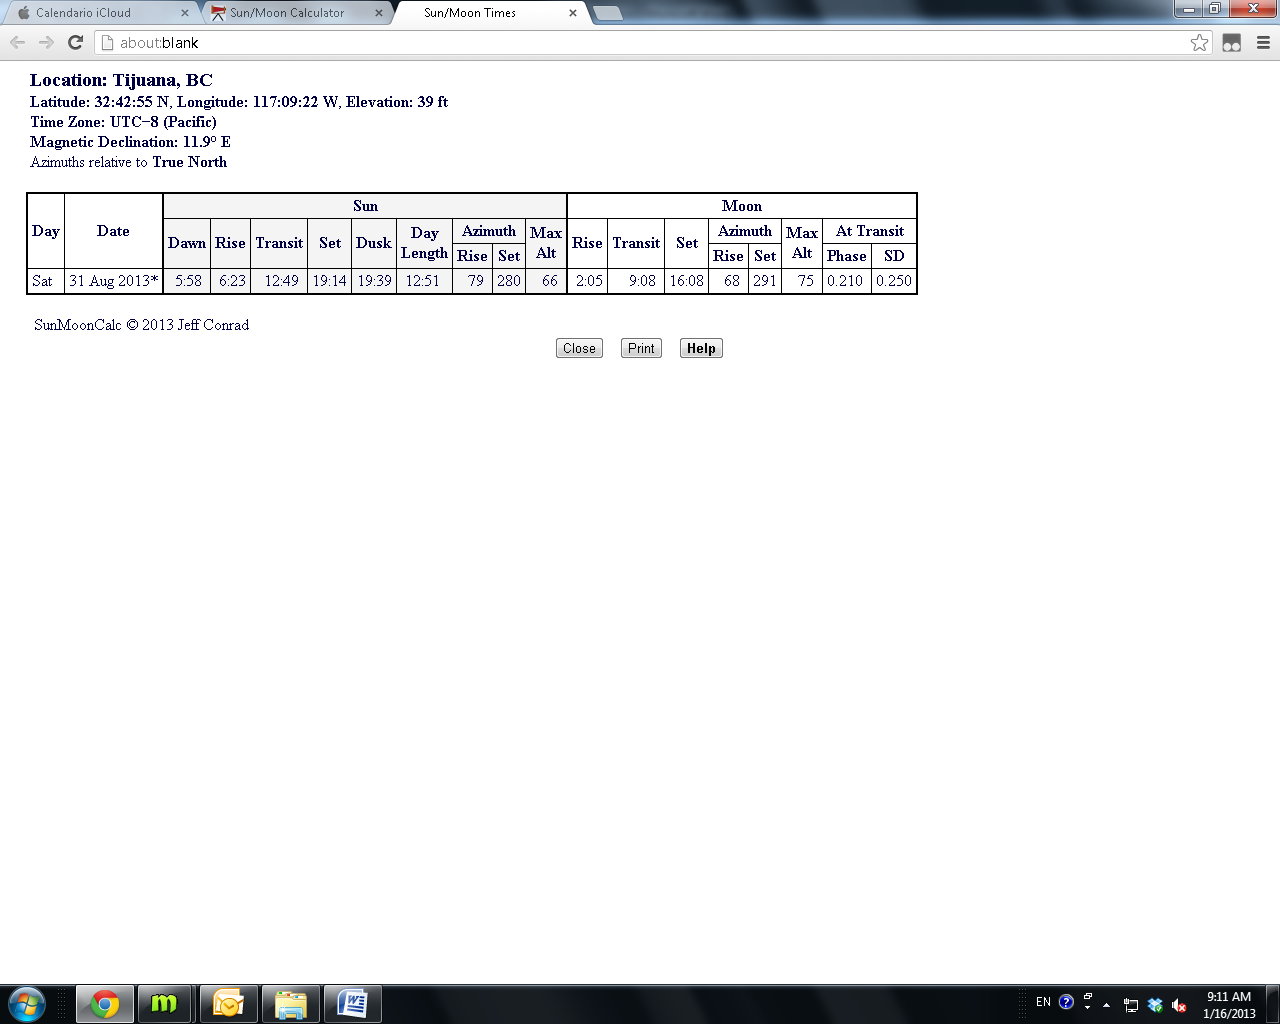 Calendario iCloud
Sun/Moon Calculator
Sun/Moon Times
about:blank
Location: Tijuana, BC
Latitude: 32:42:55 N, Longitude: 117:09:22 W, Elevation: 39 ft
Time Zone: UTC−8 (Pacific)
Magnetic Declination: 11.9° E
Azimuths relative to True North
Day Date Sun Moon
Dawn Rise Transit Set Dusk Day Length Azimuth Max Alt Rise Transit Set Azimuth Max Alt At Transit
Rise Set Rise Set Phase SD
Sat 31 Aug 2013* 5:58 6:23 12:49 19:14 19:39 12:51 79 280 66 2:05 9:08 16:08 68 291 75 0.210 0.250
SunMoonCalc © 2013 Jeff Conrad
Close Print Help
EN
9:11 AM
1/16/2013